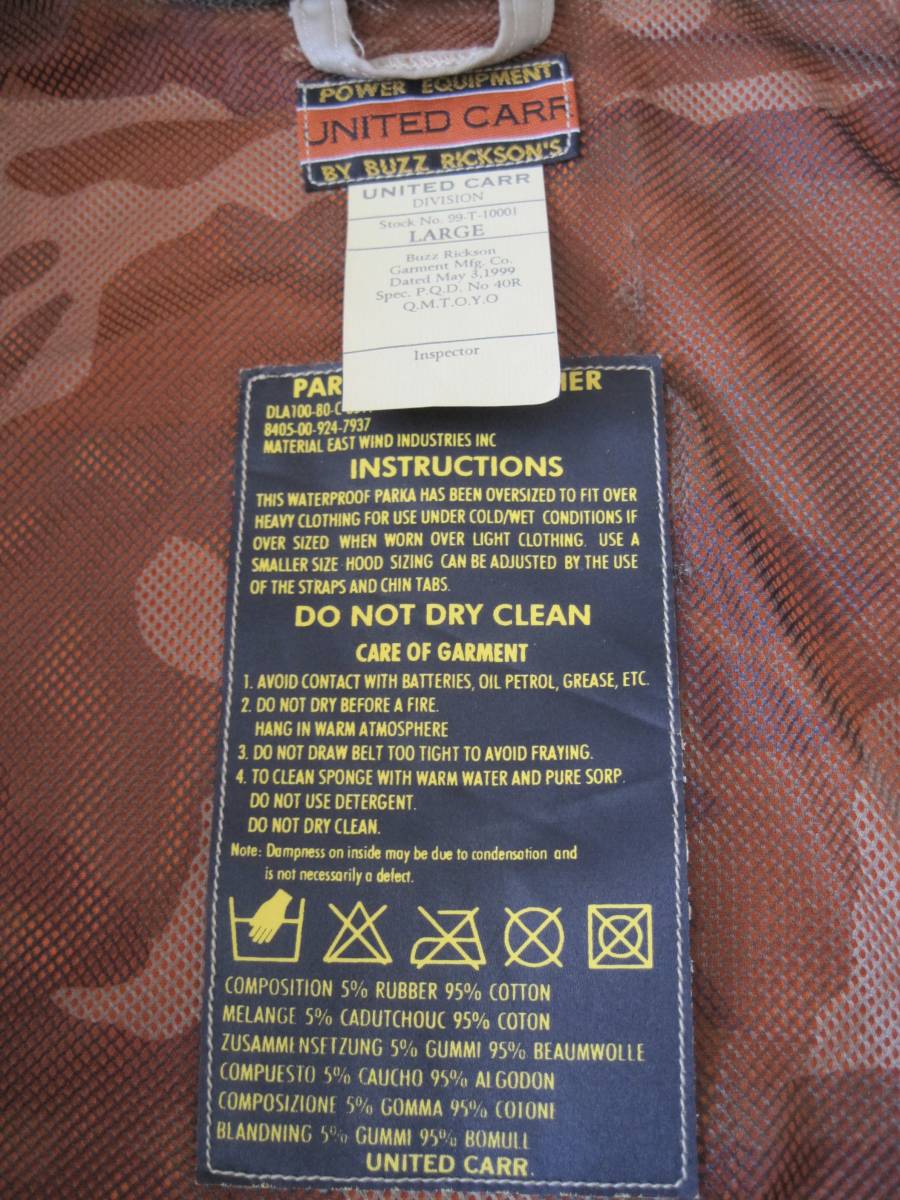 POWER EQUIPMENT
UNITED CARR
BY BUZZ RICKSON'S
UNITED CARR
DIVISION
Stock No. 99-T-10001
LARGE
Buzz Rickson
Garment Mfg. Co.
Dated May 3,1999
Spec. P.Q.D. No 40R
Q.M.T.O.Y.O
Inspector
DLA100-80-C
8405-00-924-7937
MATERIAL EAST WIND INDUSTRIES INC
INSTRUCTIONS
THIS WATERPROOF PARKA HAS BEEN OVERSIZED TO FIT OVER
HEAVY CLOTHING FOR USE UNDER COLD/WET CONDITIONS IF
OVER SIZED WHEN WORN OVER LIGHT CLOTHING. USE A
SMALLER SIZE HOOD SIZING CAN BE ADJUSTED BY THE USE
OF THE STRAPS AND CHIN TABS.
DO NOT DRY CLEAN
CARE OF GARMENT
1. AVOID CONTACT WITH BATTERIES, OIL PETROL, GREASE, ETC.
2. DO NOT DRY BEFORE A FIRE.
HANG IN WARM ATMOSPHERE
3. DO NOT DRAW BELT TOO TIGHT TO AVOID FRAYING.
4. TO CLEAN SPONGE WITH WARM WATER AND PURE SORP.
DO NOT USE DETERGENT.
DO NOT DRY CLEAN.
Note: Dampness on inside may be due to condensation and
is not necessarily a defect.
COMPOSITION 5% RUBBER 95% COTTON
MELANGE 5% CADUTCHOUC 95% COTON
ZUSAMMENSETZUNG 5% GUMMI 95% BEAUMWOLLE
COMPUESTO 5% CAUCHO 95% ALGODON
COMPOSIZIONE 5% GOMMA 95% COTONE
BLANDNING 5% GUMMI 95% BOMULL
UNITED CARR.